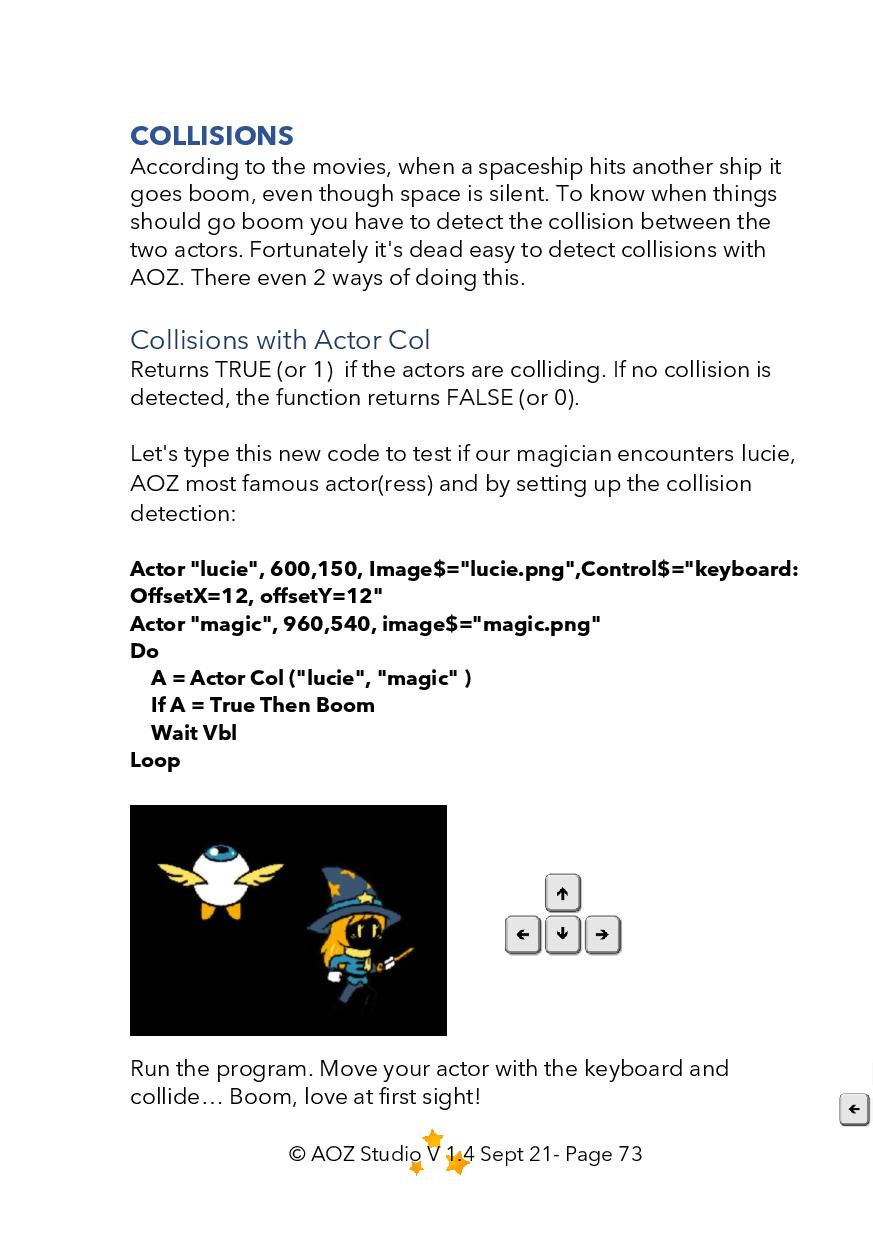 COLLISIONS
According to the movies, when a spaceship hits another ship it
goes boom, even though space is silent. To know when things
should go boom you have to detect the collision between the
two actors. Fortunately it's dead easy to detect collisions with
AOZ. There even 2 ways of doing this.
Collisions with Actor Col
Returns TRUE (or 1)  if the actors are colliding. If no collision is
detected, the function returns FALSE (or 0).
Let's type this new code to test if our magician encounters lucie,
AOZ most famous actor(ress) and by setting up the collision
detection:
Actor "lucie", 600,150, Image$="lucie.png",Control$="keyboard:
OffsetX=12, offsetY=12"
Actor "magic", 960,540, image$="magic.png"
Do
A = Actor Col ("lucie", "magic" )
If A = True Then Boom
Wait Vbl
Loop
Run the program. Move your actor with the keyboard and
collide… Boom, love at first sight!
© AOZ Studio V 1.4 Sept 21- Page 73